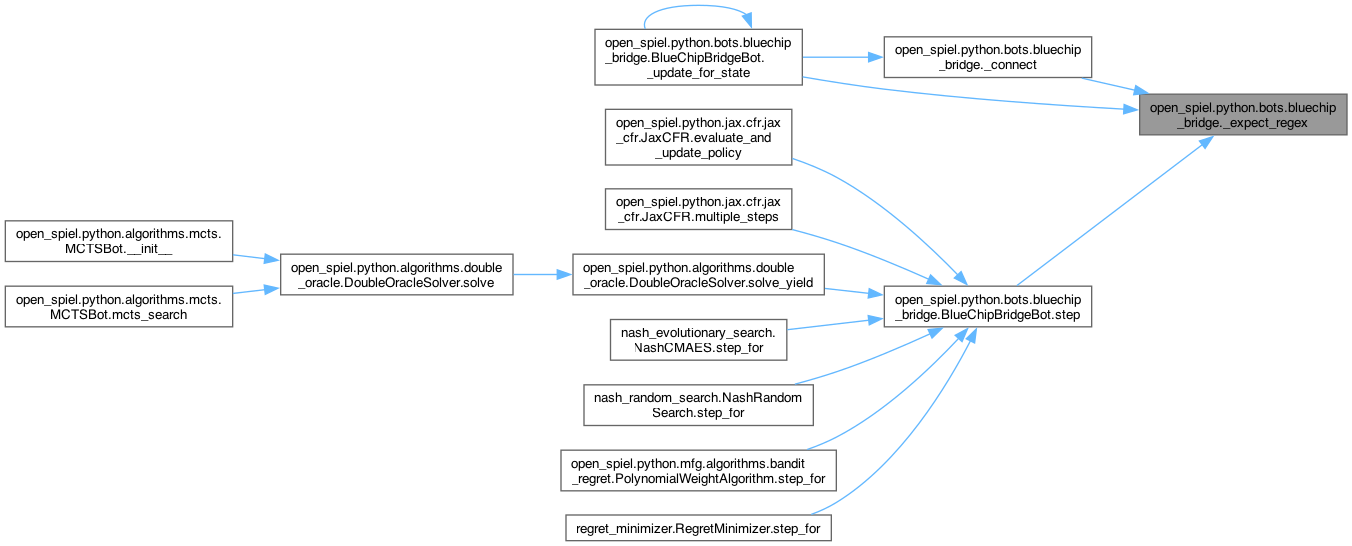 open_spiel.python.bots.bluechip
_bridge.BlueChipBridgeBot.
_update_for_state
open_spiel.python.bots.bluechip
_bridge._connect
open_spiel.python.bots.bluechip
_bridge._expect_regex
open_spiel.python.jax.cfr.jax
_cfr.JaxCFR.evaluate_and
_update_policy
open_spiel.python.jax.cfr.jax
_cfr.JaxCFR.multiple_steps
open_spiel.python.algorithms.mcts.
MCTSBot.__init__
open_spiel.python.algorithms.mcts.
MCTSBot.mcts_search
open_spiel.python.algorithms.double
_oracle.DoubleOracleSolver.solve
open_spiel.python.algorithms.double
_oracle.DoubleOracleSolver.solve_yield
open_spiel.python.bots.bluechip
_bridge.BlueChipBridgeBot.step
nash_evolutionary_search.
NashCMAES.step_for
nash_random_search.NashRandom
Search.step_for
open_spiel.python.mfg.algorithms.bandit
_regret.PolynomialWeightAlgorithm.step_for
regret_minimizer.RegretMinimizer.step_for